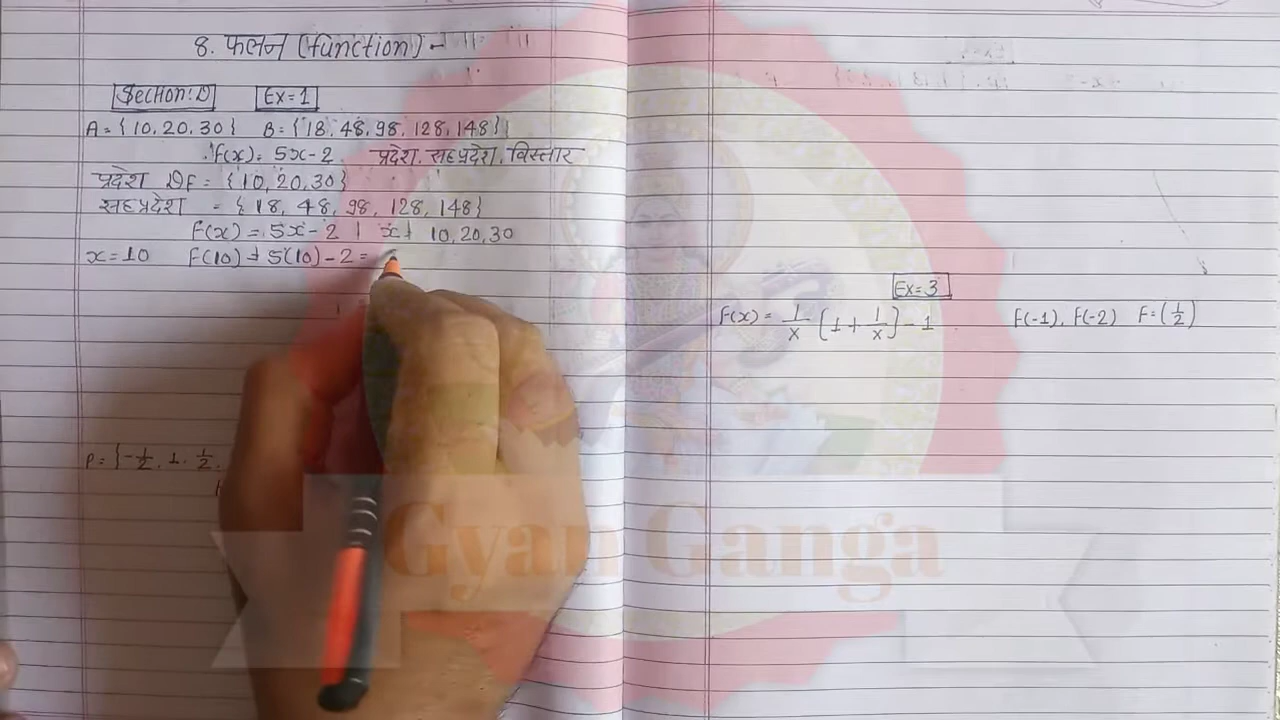 8. फलन (function) -
Section:D Ex=1
A={10,20,30} B={18,48,98,128,148}
f(x)=5x-2 प्रदेश, सहप्रदेश, विस्तार
प्रदेश DF={10,20,30}
सहप्रदेश ={18, 48, 98, 128, 148}
F(x)=5x-2 | x= 10,20,30
x=10 F(10)=5(10)-2=
P={-1/2, 1, 1/2,
Ex=3
F(x)= 1/x [1+1/x]-1 F(-1), F(-2) F=(1/2)
Gyan Ganga